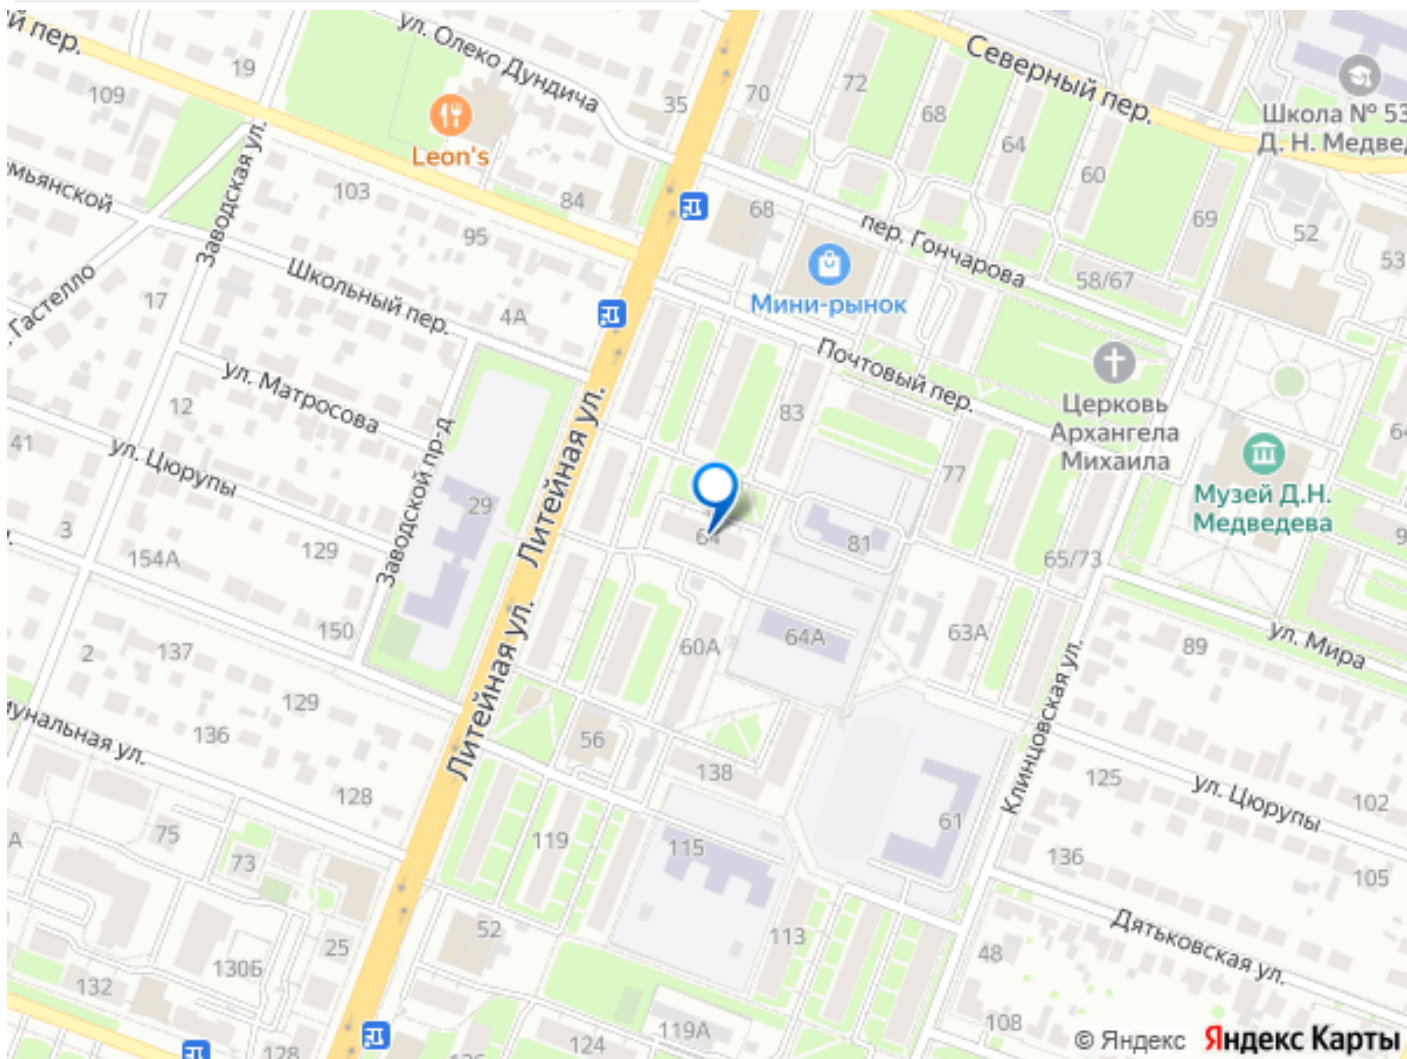 й пер.
ул. Олеко Дундича
Северный пер.
19
109
70
72
68
64
60
35
Школа № 53
Д. Н. Медве
Leon's
мьянской
Заводская ул.
103
84
68
69
52
95
пер. Гончарова
53
58/67
Школьный пер.
Мини-рынок
17
4А
Гастелло
ул. Матросова
Почтовый пер.
Церковь
Архангела
Михаила
12
83
64
41
ул. Цюрупы
77
Заводской пр-д
Литейная ул.
29
Музей Д.Н.
Медведева
3
129
64
81
9
154А
65/73
150
Литейная ул.
60А
64А
63А
89
ул. Мира
2
137
129
Клинцовская ул.
мунальная ул.
136
56
138
125
ул. Цюрупы
102
128
А
75
73
119
115
61
136
105
52
113
Дятьковская ул.
25
130Б
48
132
108
119А
128
124
© Яндекс Яндекс Карты